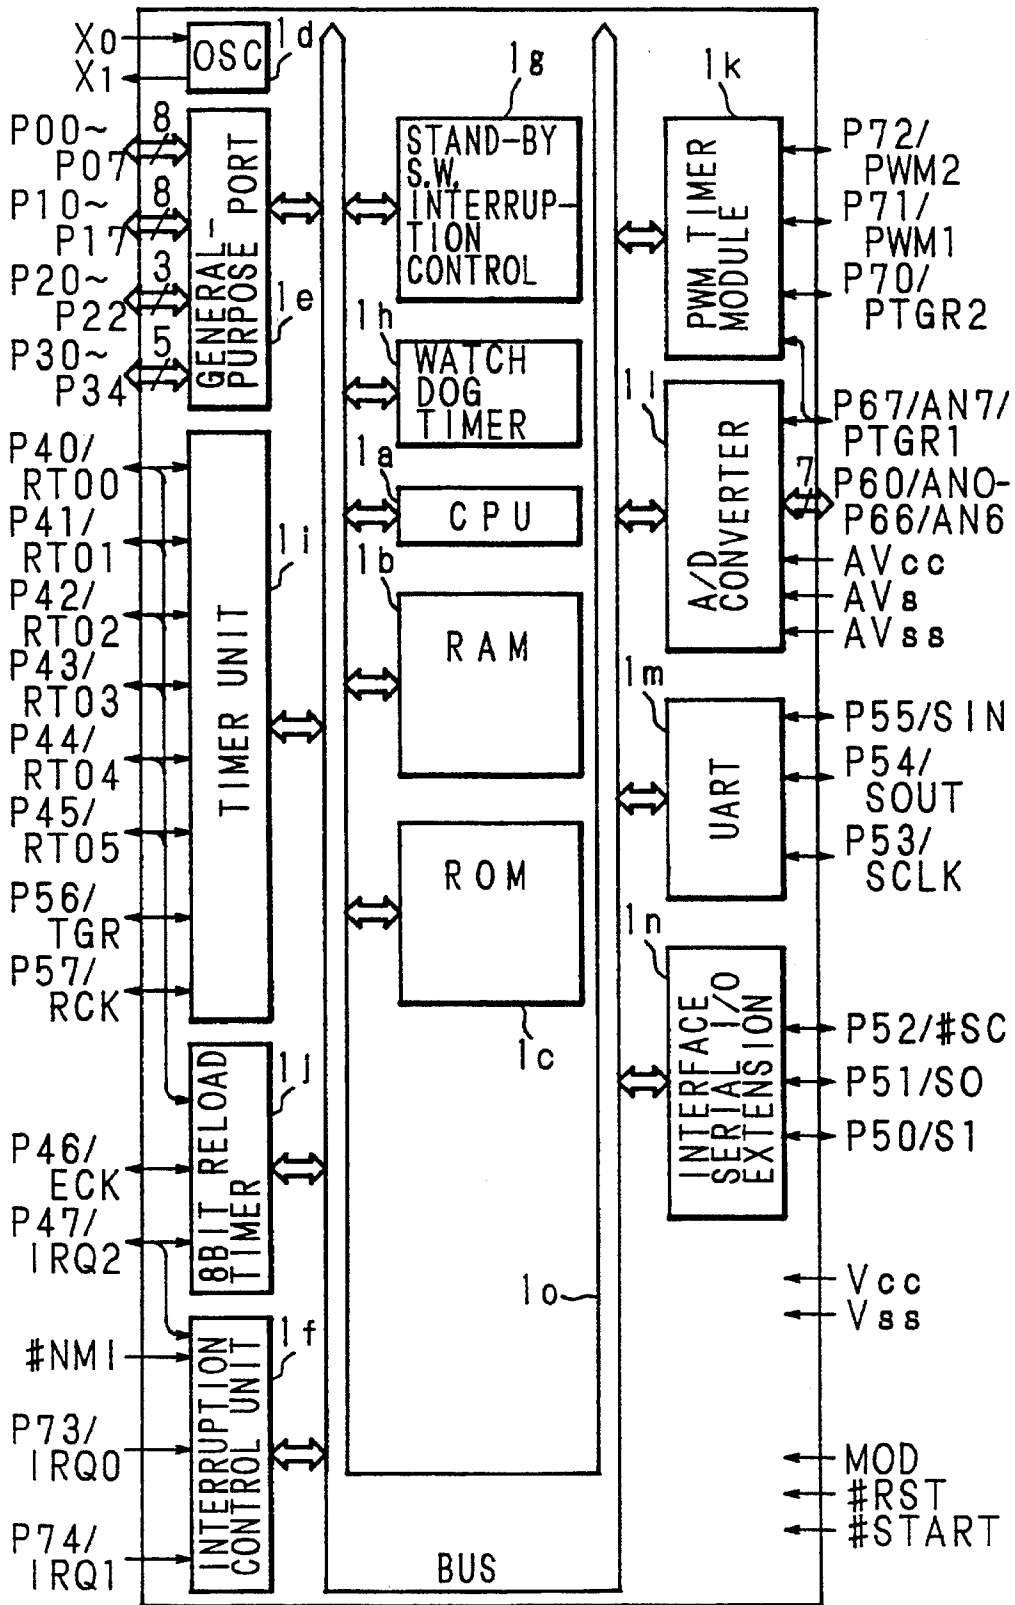 X0
X1
OSC
1d
P00~
P07
8
P10~
P17
8
P20~
P22
3
P30~
P34
5
GENERAL-
PURPOSE PORT
1e
P40/
RT00
P41/
RT01
P42/
RT02
P43/
RT03
P44/
RT04
P45/
RT05
P56/
TGR
P57/
RCK
TIMER UNIT
1i
P46/
ECK
P47/
IRQ2
8BIT RELOAD
TIMER
1j
#NMI
P73/
IRQ0
P74/
IRQ1
INTERRUPTION
CONTROL UNIT
1f
1g
STAND-BY
S.W.
INTERRUP-
TION
CONTROL
1h
WATCH
DOG
TIMER
1a
CPU
1b
RAM
ROM
1c
1o
BUS
1k
PWM TIMER
MODULE
P72/
PWM2
P71/
PWM1
P70/
PTGR2
1l
A/D
CONVERTER
P67/AN7/
PTGR1
7
P60/AN0-
P66/AN6
AVcc
AVs
AVss
1m
UART
P55/SIN
P54/
SOUT
P53/
SCLK
1n
INTERFACE
SERIAL I/O
EXTENSION
P52/#SC
P51/SO
P50/S1
Vcc
Vss
MOD
#RST
#START